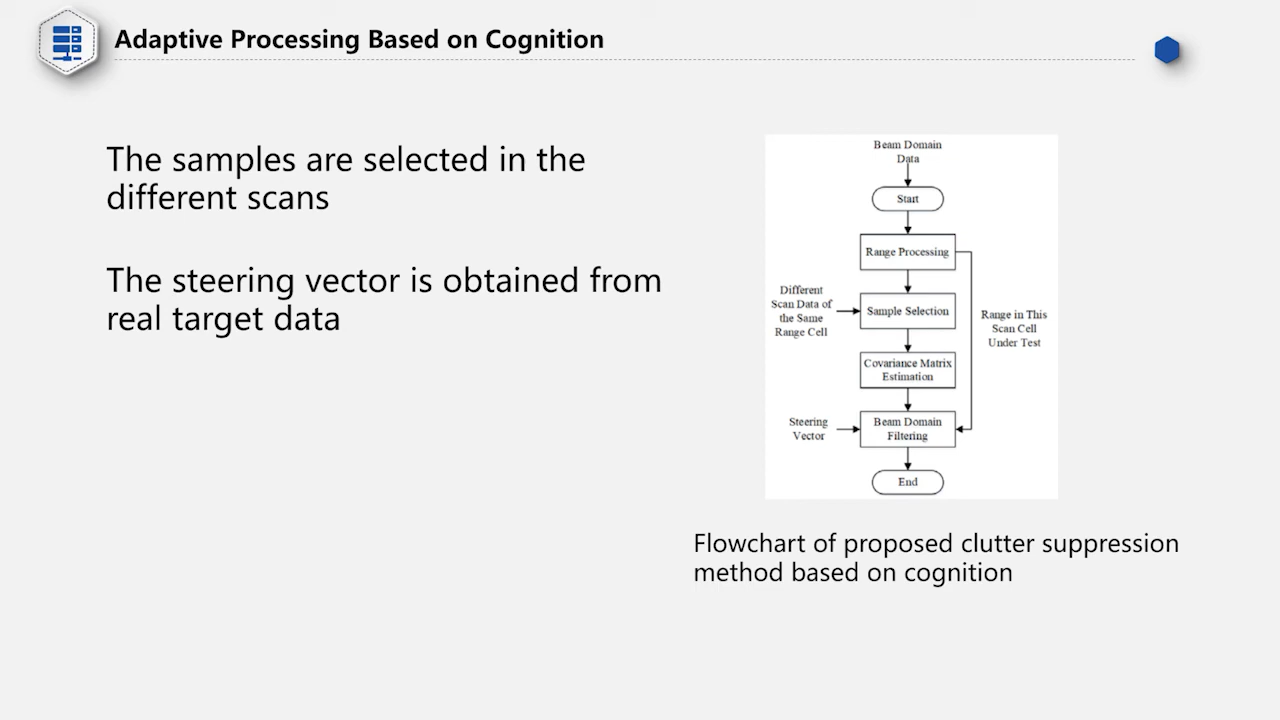 Adaptive Processing Based on Cognition
The samples are selected in the
different scans
The steering vector is obtained from
real target data
Beam Domain
Data
Start
Range Processing
Different
Scan Data of
the Same
Range Cell
Sample Selection
Range in This
Scan Cell
Under Test
Covariance Matrix
Estimation
Steering
Vector
Beam Domain
Filtering
End
Flowchart of proposed clutter suppression
method based on cognition